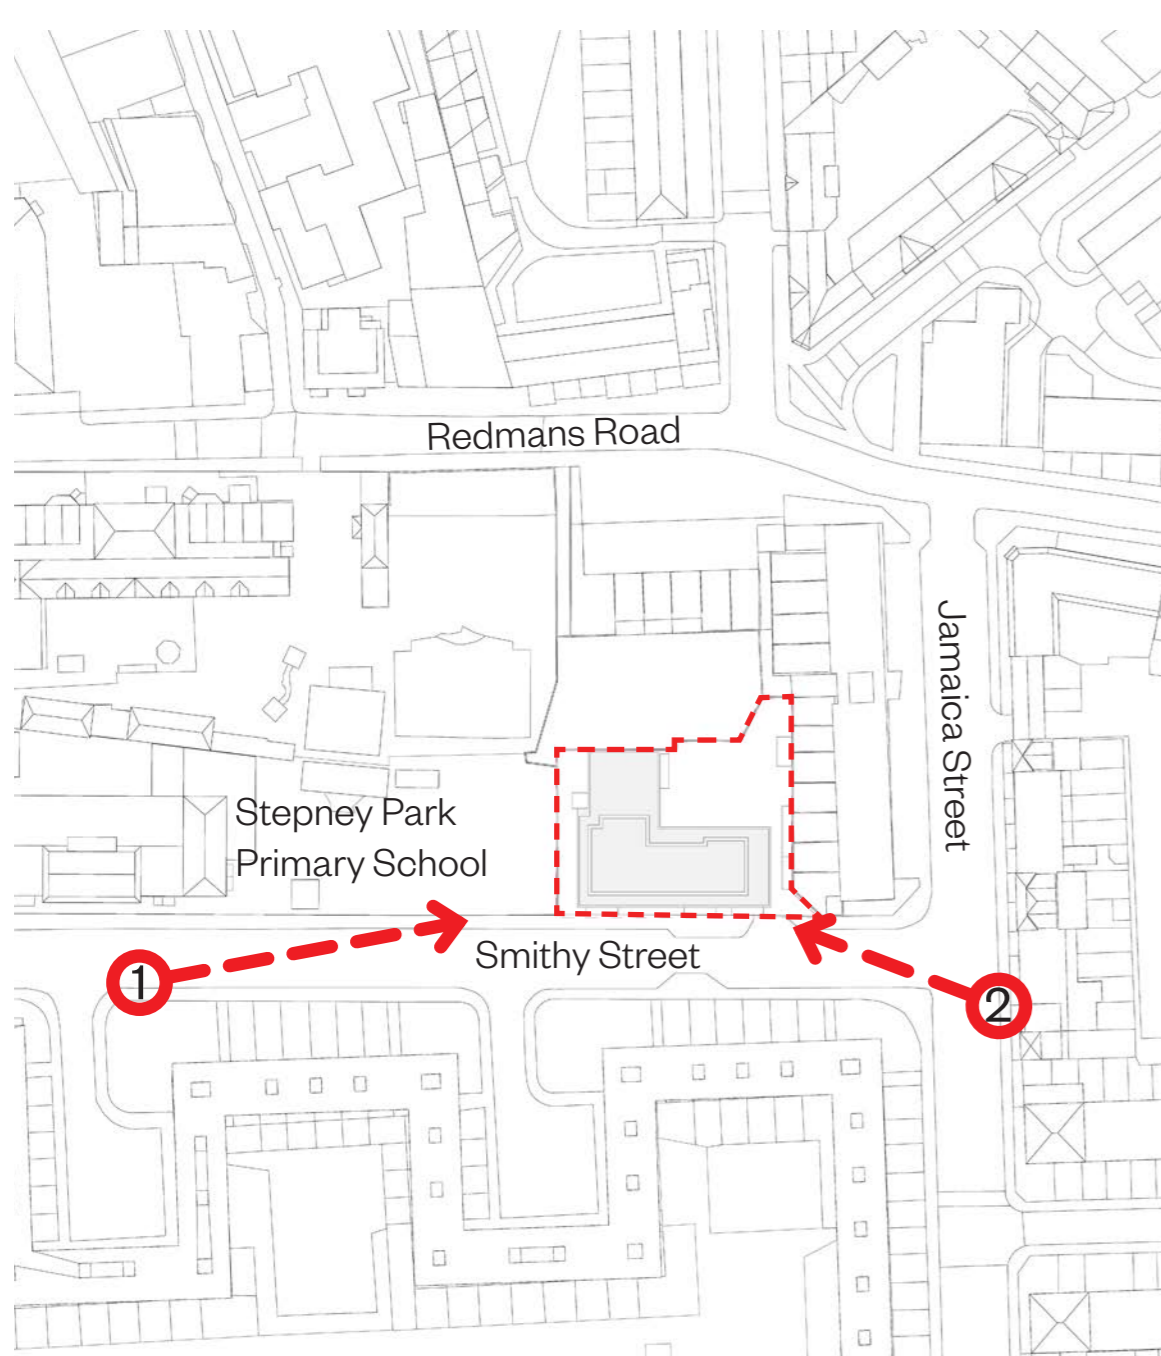 Redmans Road
Jamaica Street
Stepney Park
Primary School
Smithy Street
1
2